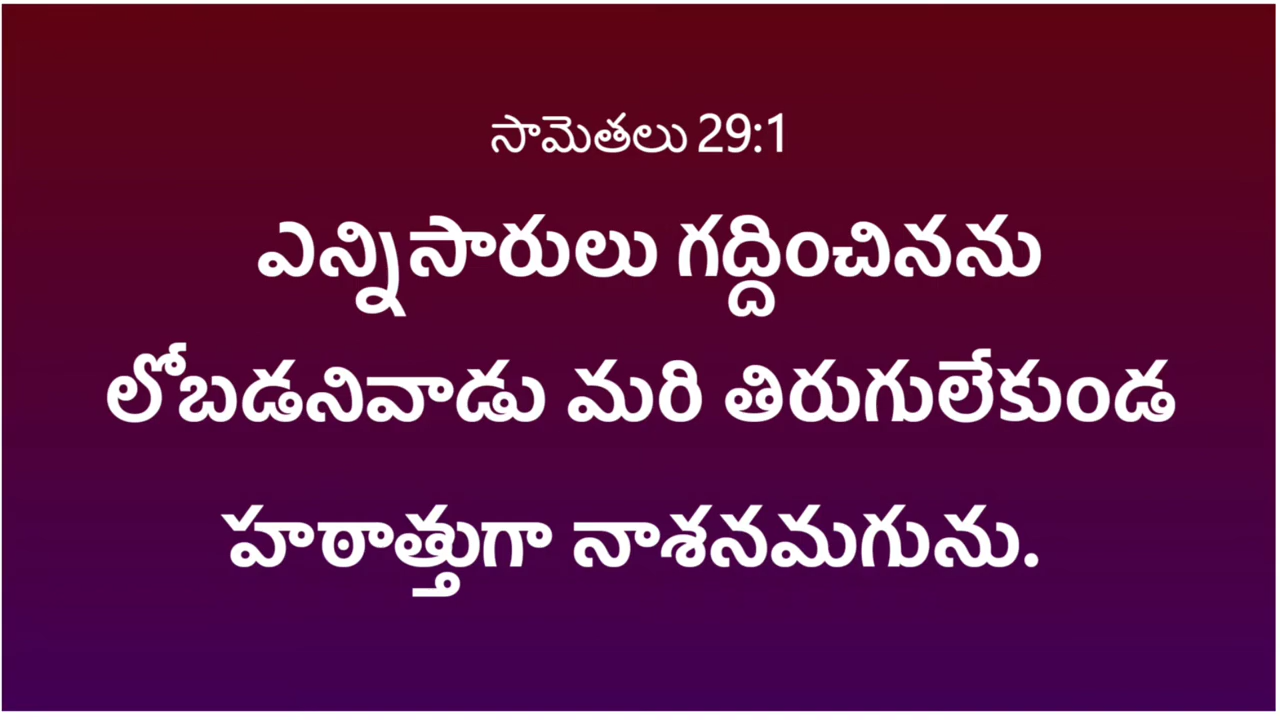 సామెతలు 29:1
ఎన్నిసారులు గద్దించినను
లోబడనివాడు మరి తిరుగులేకుండ
హఠాత్తుగా నాశనమగును.